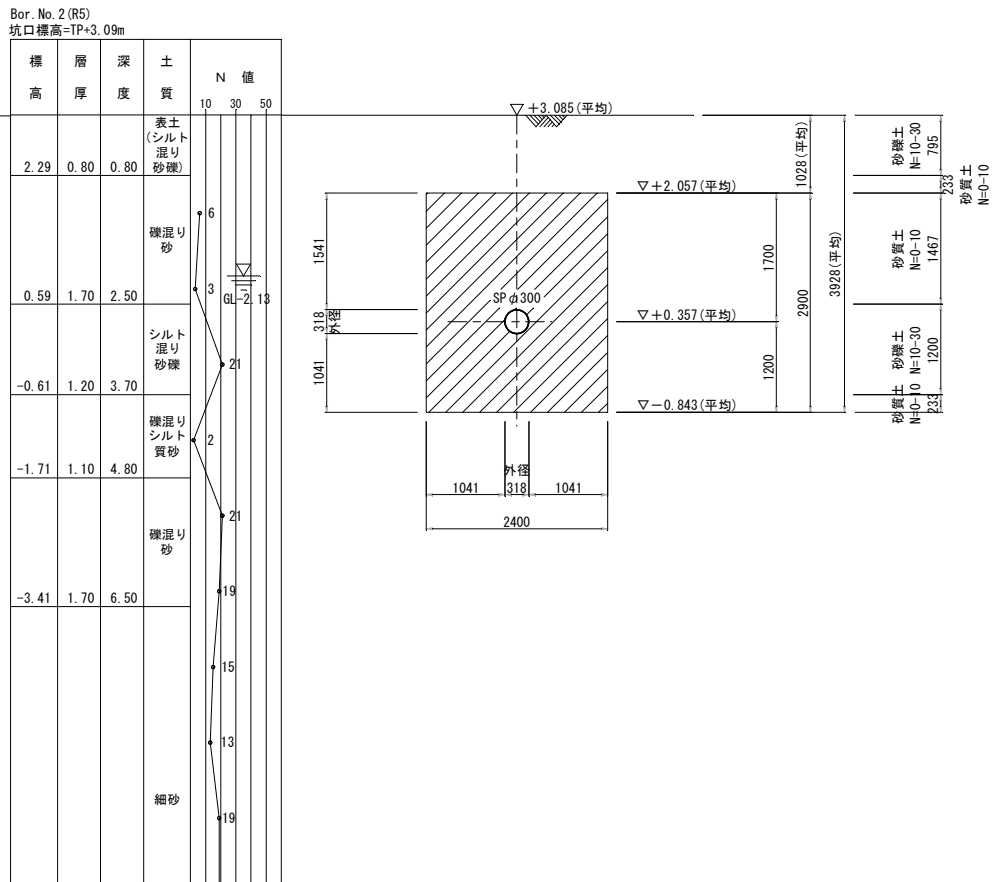 Bor.No.2(R5)
坑口標高=TP+3.09m
標高
層厚
深度
土質
N 値
10 30 50
表土
(シルト
混り
砂礫)
2.29 0.80 0.80
6
礫混り
砂
3
GL-2.13
0.59 1.70 2.50
シルト
混り
砂礫
21
-0.61 1.20 3.70
礫混り
シルト
質砂
2
-1.71 1.10 4.80
21
礫混り
砂
19
-3.41 1.70 6.50
15
13
細砂
19
+3.085(平均)
+2.057(平均)
SPφ300
+0.357(平均)
-0.843(平均)
1541
318
外径
1041
外径
1041 318 1041
2400
1700
1200
1028(平均)
2900
3928(平均)
砂礫土
N=10-30
795
233
砂質土
N=0-10
砂質土
N=0-10
1467
砂礫土
N=10-30
1200
砂質土
N=0-10
233